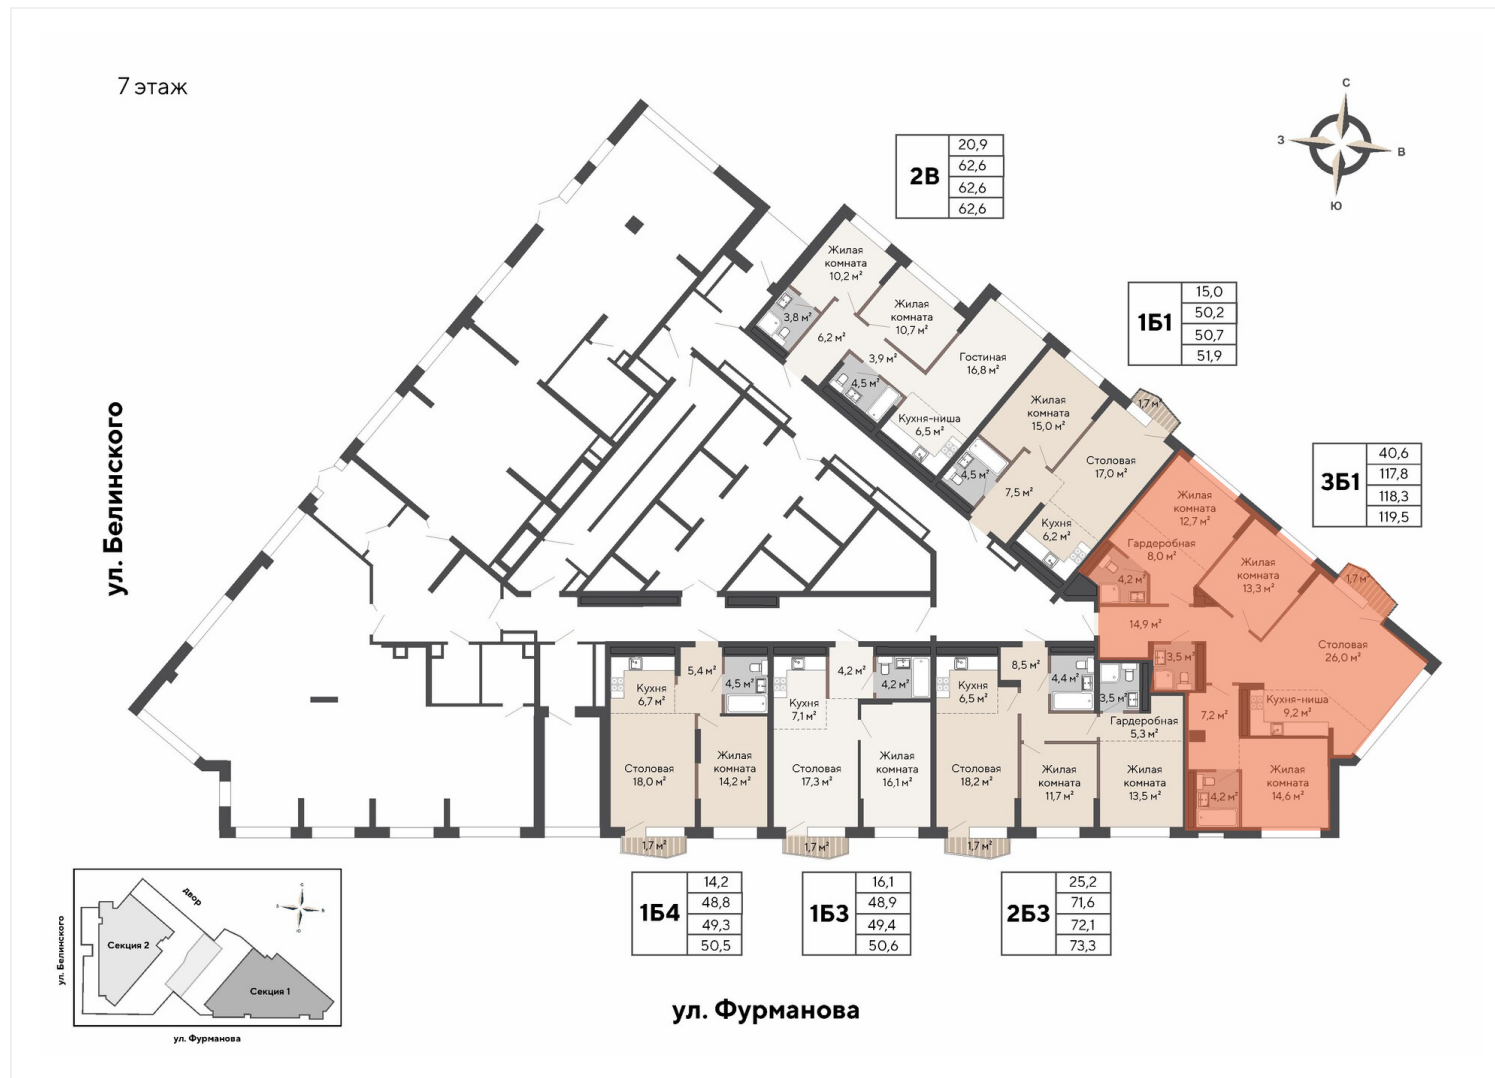 7 этаж
С
З
В
Ю
2В
20,9
62,6
62,6
62,6
1Б1
15,0
50,2
50,7
51,9
3Б1
40,6
117,8
118,3
119,5
ул. Белинского
Жилая
комната
10,2 м²
3,8 м²
6,2 м²
Жилая
комната
10,7 м²
3,9 м²
4,5 м²
Гостиная
16,8 м²
Кухня-ниша
6,5 м²
Жилая
комната
15,0 м²
1,7 м²
4,5 м²
7,5 м²
Столовая
17,0 м²
Кухня
6,2 м²
Жилая
комната
12,7 м²
Гардеробная
8,0 м²
4,2 м²
Жилая
комната
13,3 м²
1,7 м²
14,9 м²
3,5 м²
Столовая
26,0 м²
7,2 м²
Кухня-ниша
9,2 м²
4,2 м²
Жилая
комната
14,6 м²
Кухня
6,7 м²
5,4 м²
4,5 м²
Столовая
18,0 м²
Жилая
комната
14,2 м²
1,7 м²
Кухня
7,1 м²
4,2 м²
4,2 м²
Столовая
17,3 м²
Жилая
комната
16,1 м²
1,7 м²
Кухня
6,5 м²
8,5 м²
4,4 м²
3,5 м²
Гардеробная
5,3 м²
Столовая
18,2 м²
Жилая
комната
11,7 м²
Жилая
комната
13,5 м²
1,7 м²
1Б4
14,2
48,8
49,3
50,5
1Б3
16,1
48,9
49,4
50,6
2Б3
25,2
71,6
72,1
73,3
ул. Фурманова
двор
ул. Белинского
Секция 2
Секция 1
ул. Фурманова